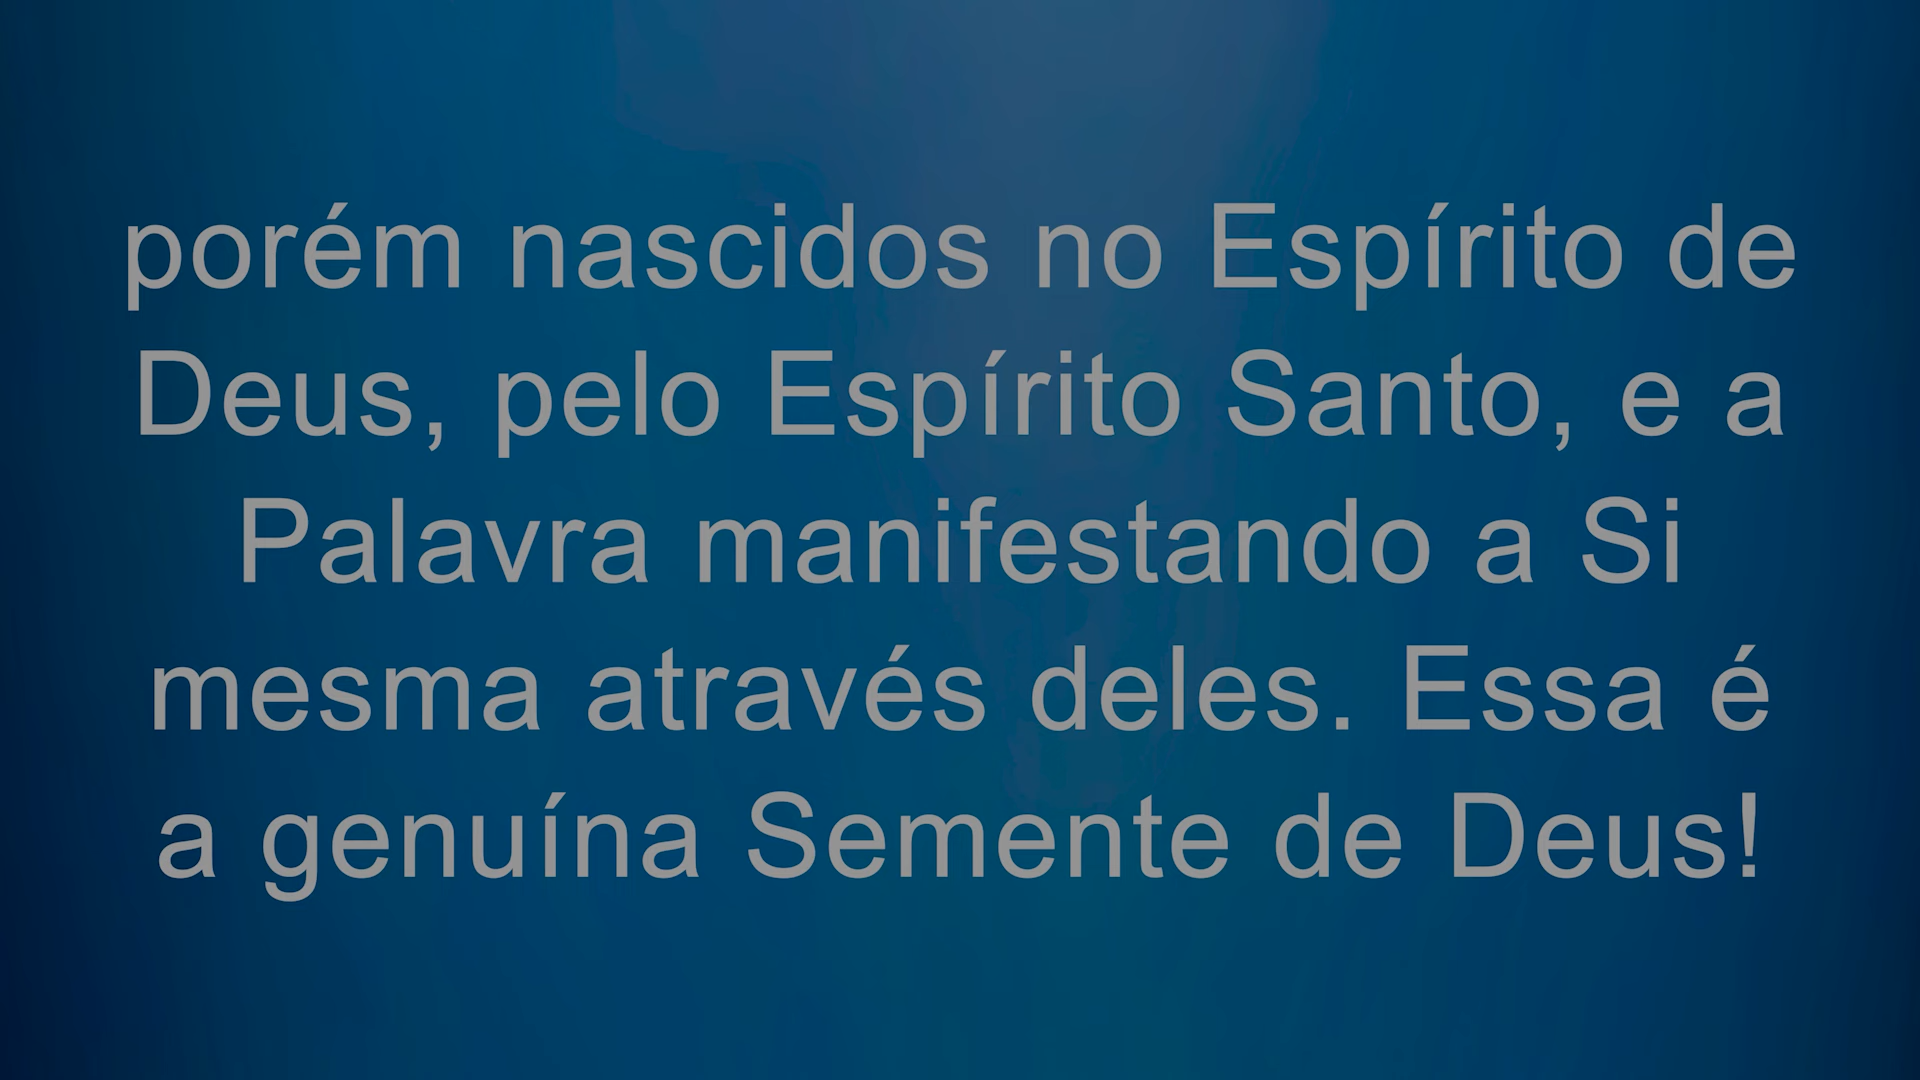 porém nascidos no Espírito de
Deus, pelo Espírito Santo, e a
Palavra manifestando a Si
mesma através deles. Essa é
a genuína Semente de Deus!